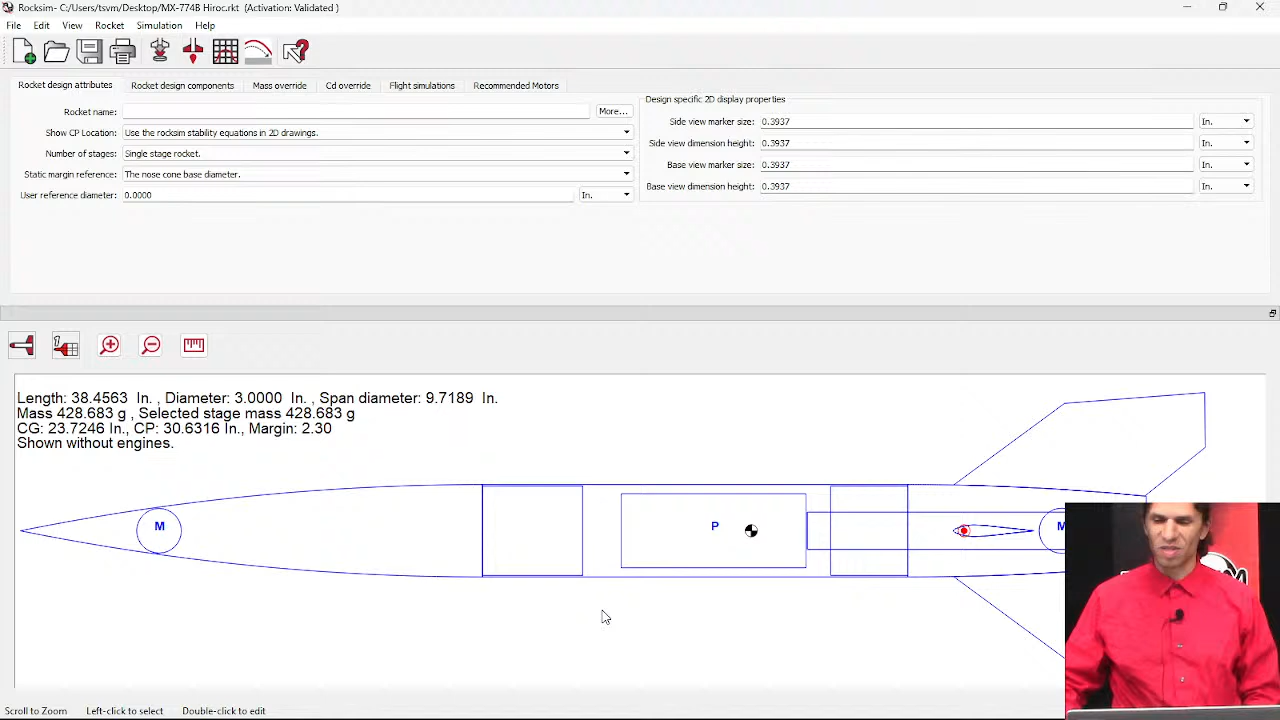 Rocksim- C:/Users/tsvm/Desktop/MX-774B Hiroc.rkt (Activation: Validated )
File Edit View Rocket Simulation Help
Rocket design attributes Rocket design components Mass override Cd override Flight simulations Recommended Motors
Rocket name: More...
Show CP Location: Use the rocksim stability equations in 2D drawings.
Number of stages: Single stage rocket.
Static margin reference: The nose cone base diameter.
User reference diameter: 0.0000 In.
Design specific 2D display properties
Side view marker size: 0.3937 In.
Side view dimension height: 0.3937 In.
Base view marker size: 0.3937 In.
Base view dimension height: 0.3937 In.
Length: 38.4563 In. , Diameter: 3.0000 In. , Span diameter: 9.7189 In.
Mass 428.683 g , Selected stage mass 428.683 g
CG: 23.7246 In., CP: 30.6316 In., Margin: 2.30
Shown without engines.
M P M
Scroll to Zoom Left-click to select Double-click to edit